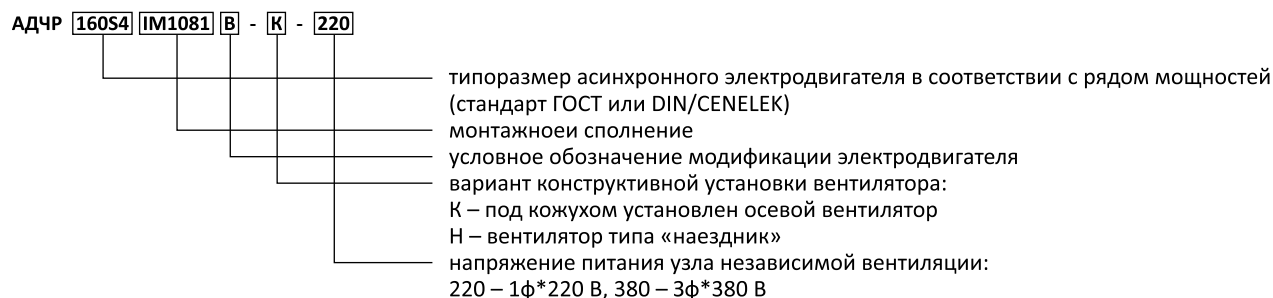 АДЧР 160S4 IM1081 В - К - 220
типоразмер асинхронного электродвигателя в соответствии с рядом мощностей
(стандарт ГОСТ или DIN/CENELEK)
монтажноеи сполнение
условное обозначение модификации электродвигателя
вариант конструктивной установки вентилятора:
К – под кожухом установлен осевой вентилятор
Н – вентилятор типа «наездник»
напряжение питания узла независимой вентиляции:
220 – 1ф*220 В, 380 – 3ф*380 В